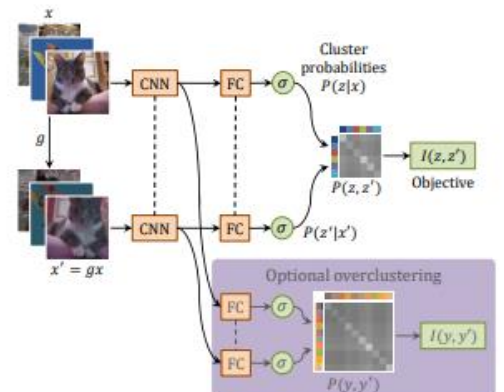 x
g
x′ = gx
CNN
FC
σ
Cluster
probabilities
P(z|x)
P(z, z′)
I(z, z′)
Objective
CNN
FC
σ
P(z′|x′)
Optional overclustering
FC
σ
FC
σ
P(y, y′)
I(y, y′)